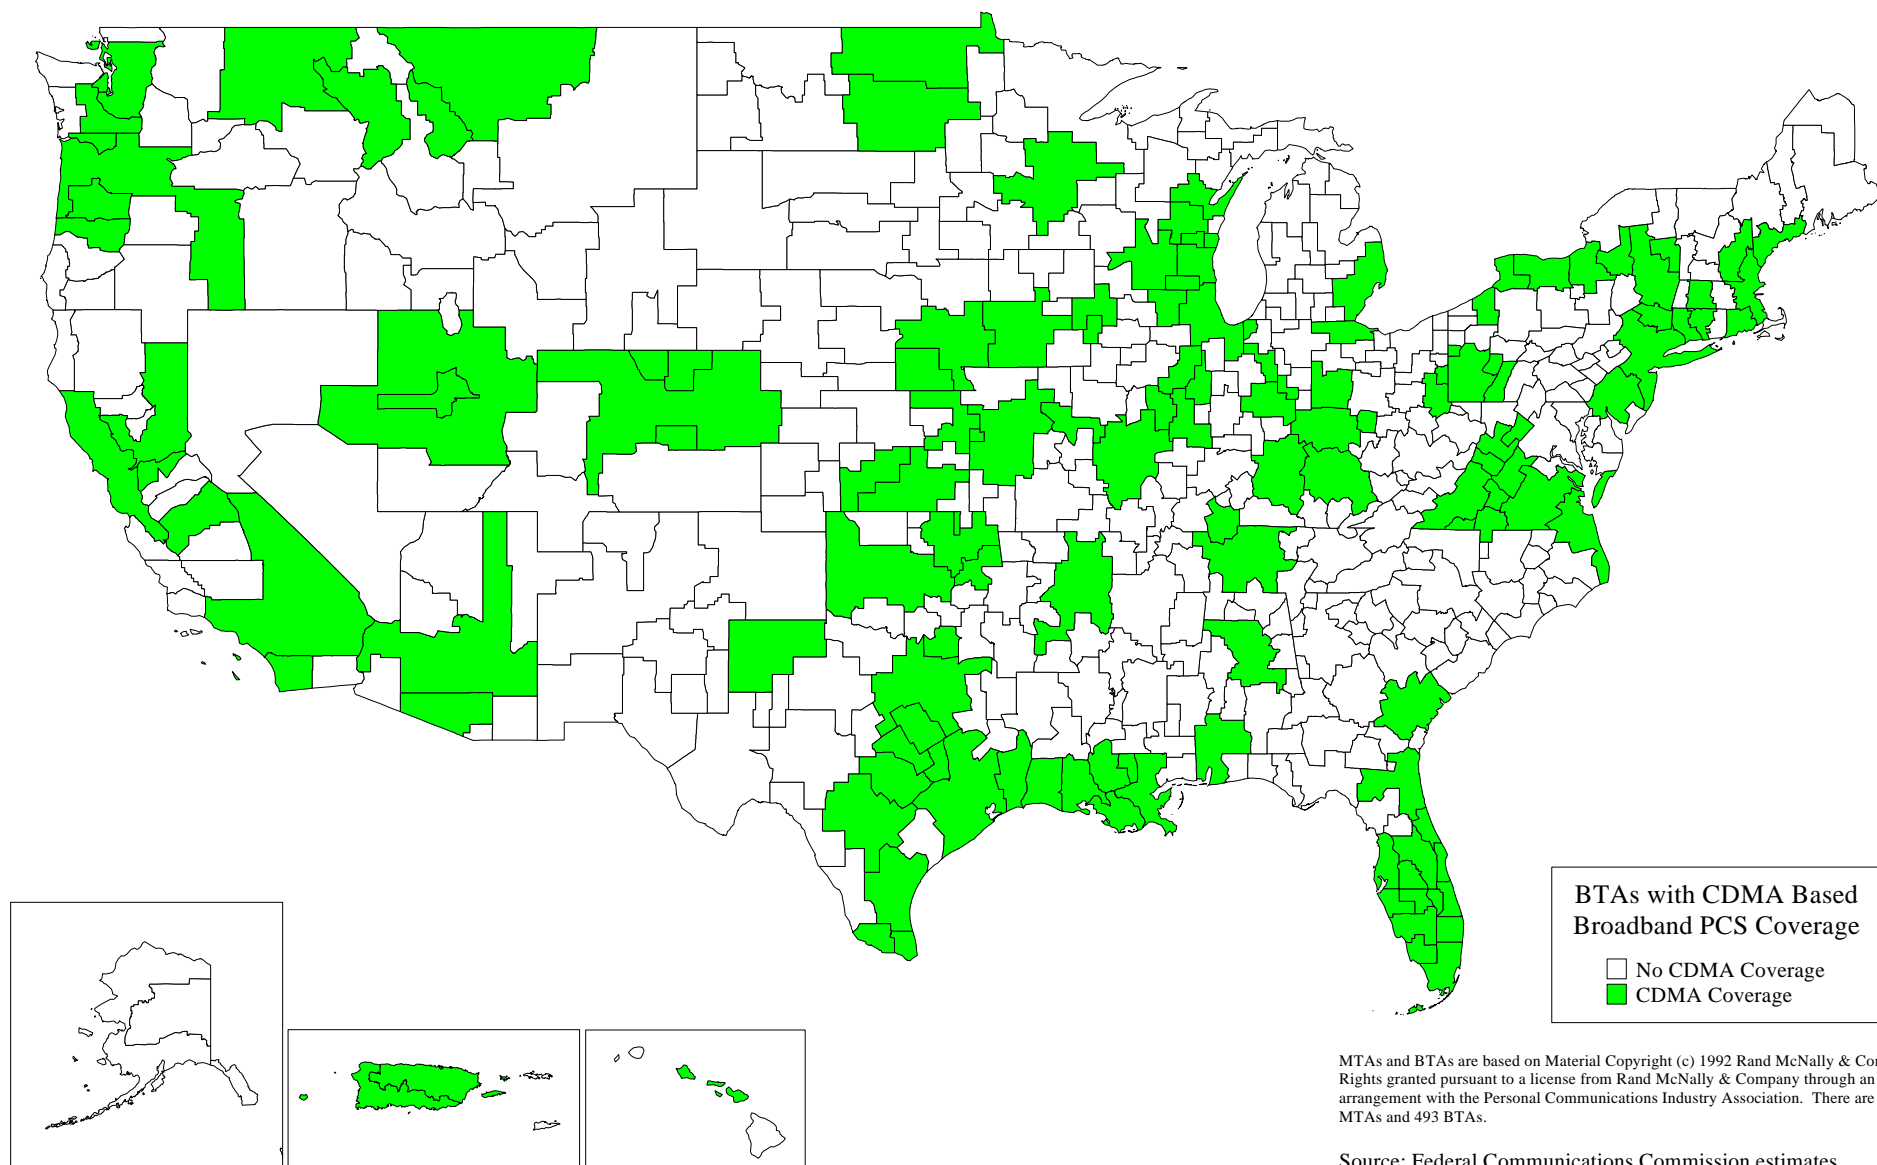 BTAs with CDMA Based
Broadband PCS Coverage
No CDMA Coverage
CDMA Coverage
MTAs and BTAs are based on Material Copyright (c) 1992 Rand McNally & Co
Rights granted pursuant to a license from Rand McNally & Company through an
arrangement with the Personal Communications Industry Association. There are
MTAs and 493 BTAs.
Source: Federal Communications Commission estimates